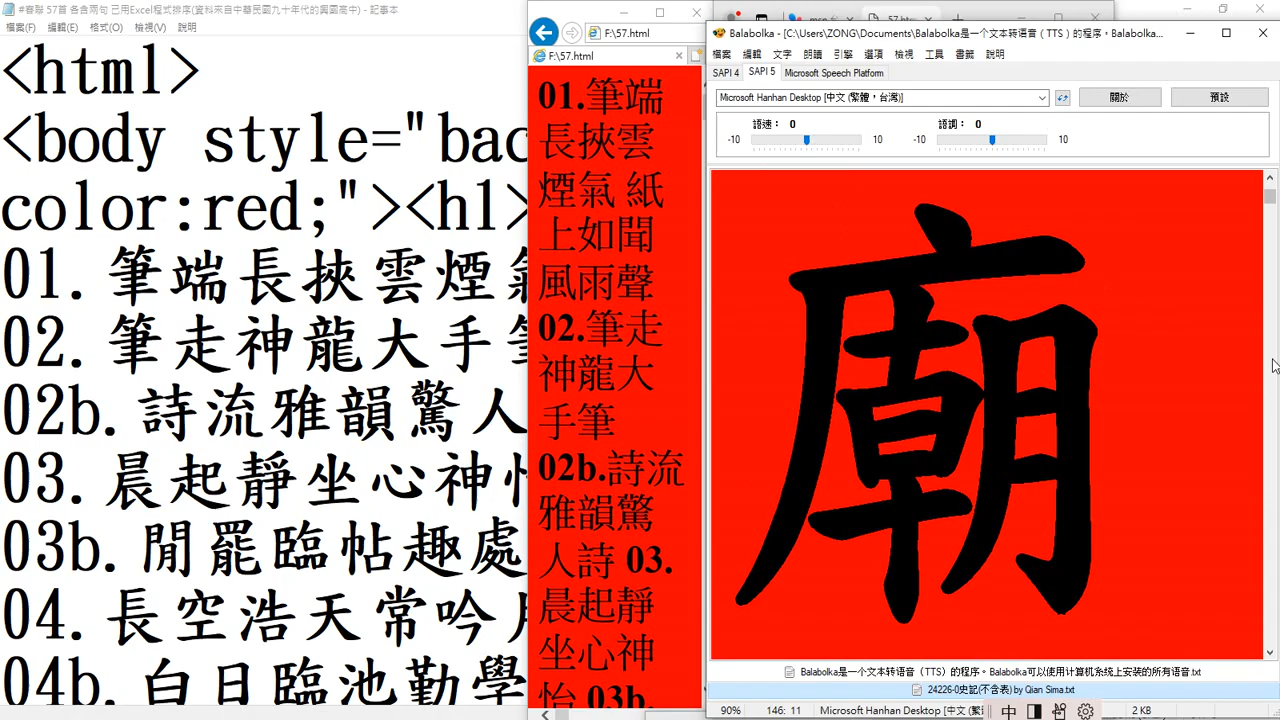 #春聯 57首 各含兩句 已用Excel程式排序(資料來自中華民國九十年代的興國高中) - 記事本
檔案(F) 編輯(E) 格式(O) 檢視(V) 說明
<html>
<body style="bac
color:red;"><h1>
01.筆端長挾雲煙氣
02.筆走神龍大手筆
02b.詩流雅韻驚人
03.晨起靜坐心神怡
03b.閒罷臨帖趣處
04.長空浩天常吟月
04b.白日臨池勤學
F:\57.html
F:\57.html
01.筆端
長挾雲
煙氣 紙
上如聞
風雨聲
02.筆走
神龍大
手筆
02b.詩流
雅韻驚
人詩 03.
晨起靜
坐心神
怡 03b.
msn
57.ht
Balabolka - [C:\Users\ZONG\Documents\Balabolka是一个文本转语音（TTS）的程序，Balabolka...
檔案 編輯 文字 朗讀 引擎 選項 檢視 工具 書籤 說明
SAPI 4 SAPI 5 Microsoft Speech Platform
Microsoft Hanhan Desktop [中文 (繁體，台灣)]
關於
預設
語速： 0
語調： 0
-10 10 -10 10
廟
Balabolka是一个文本转语音（TTS）的程序。Balabolka可以使用计算机系统上安装的所有语音.txt
24226-0史記(不含表) by Qian Sima.txt
90% 146: 11 Microsoft Hanhan Desktop [中文 (繁 中 2 KB